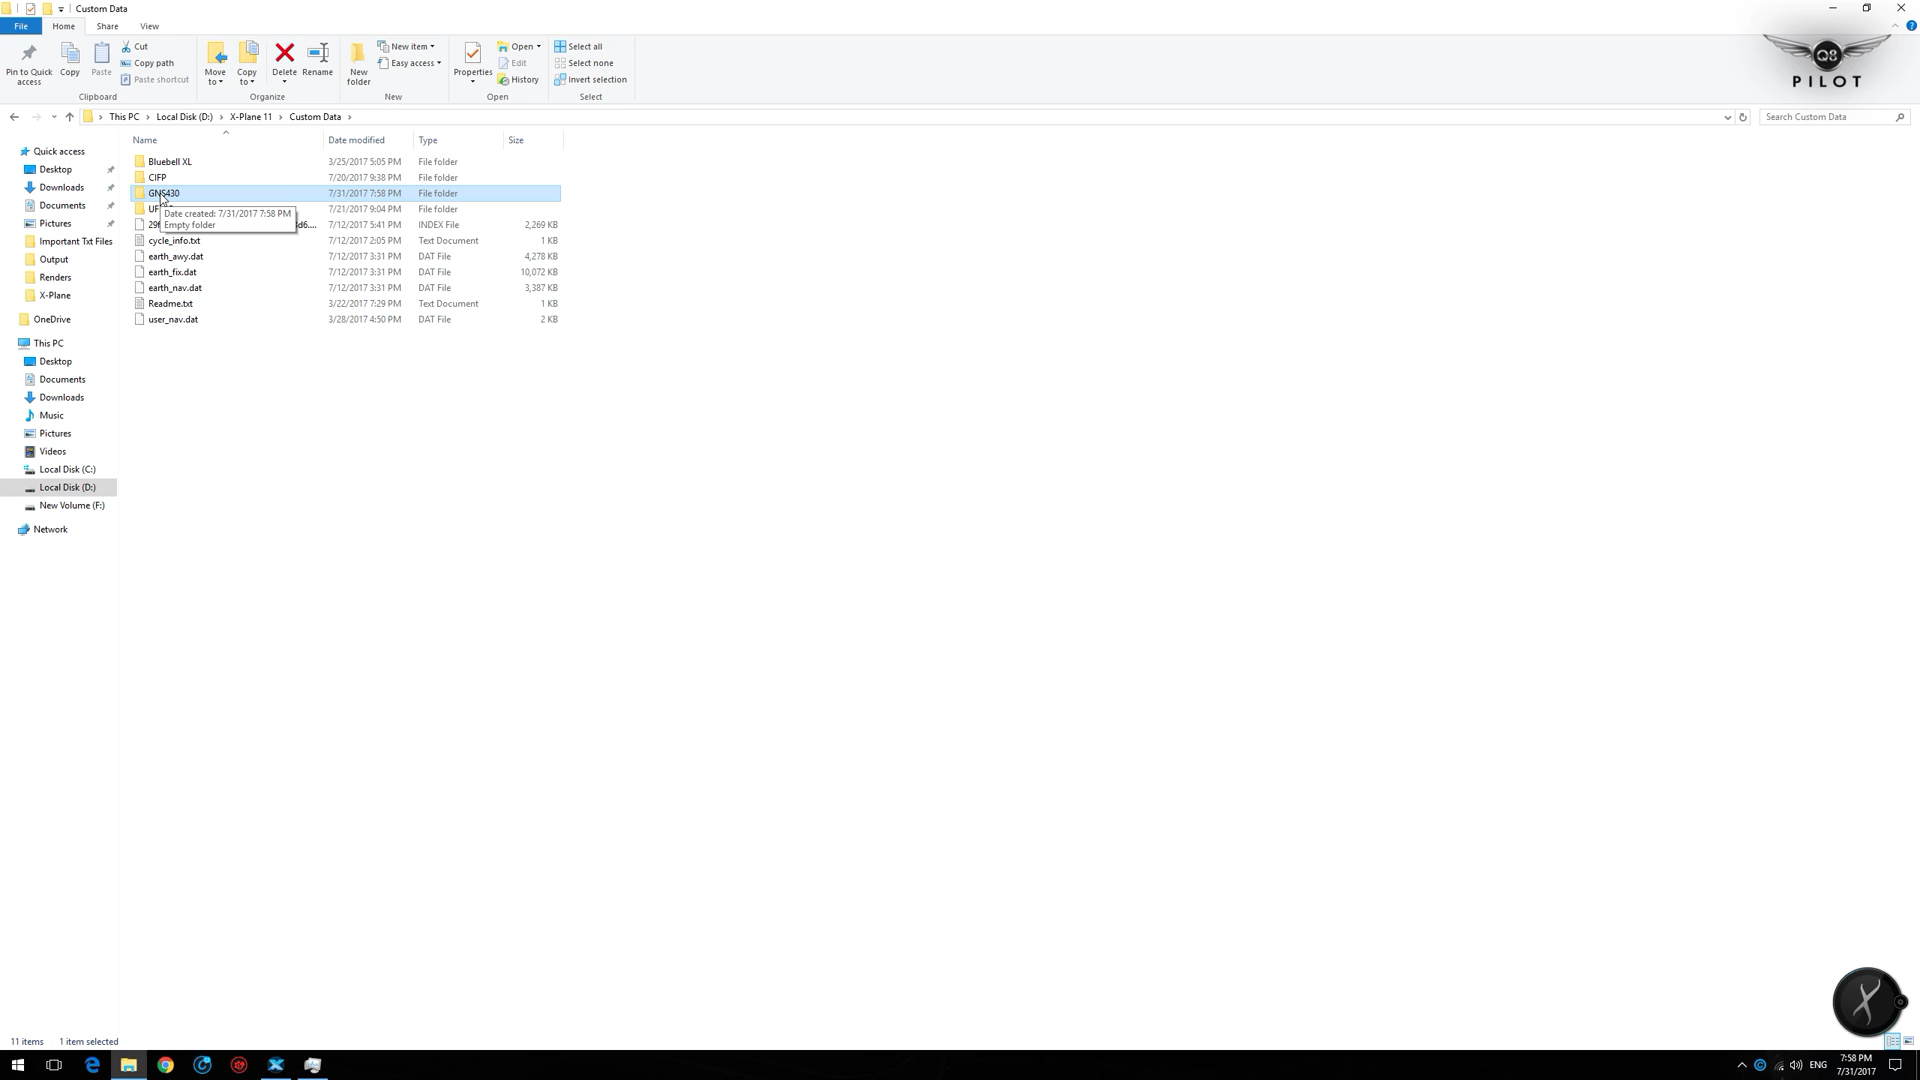 Custom Data
File Home Share View
Pin to Quick access
Copy
Paste
Cut
Copy path
Paste shortcut
Clipboard
Move to
Copy to
Delete
Rename
Organize
New folder
New item
Easy access
New
Properties
Open
Edit
History
Open
Select all
Select none
Invert selection
Select
Q8
PILOT
This PC > Local Disk (D:) > X-Plane 11 > Custom Data >
Search Custom Data
Name Date modified Type Size
Bluebell XL 3/25/2017 5:05 PM File folder
CIFP 7/20/2017 9:38 PM File folder
GNS430 7/31/2017 7:58 PM File folder
UF 7/21/2017 9:04 PM File folder
Date created: 7/31/2017 7:58 PM
Empty folder
29 d6.... 7/12/2017 5:41 PM INDEX File 2,269 KB
cycle_info.txt 7/12/2017 2:05 PM Text Document 1 KB
earth_awy.dat 7/12/2017 3:31 PM DAT File 4,278 KB
earth_fix.dat 7/12/2017 3:31 PM DAT File 10,072 KB
earth_nav.dat 7/12/2017 3:31 PM DAT File 3,387 KB
Readme.txt 3/22/2017 7:29 PM Text Document 1 KB
user_nav.dat 3/28/2017 4:50 PM DAT File 2 KB
Quick access
Desktop
Downloads
Documents
Pictures
Important Txt Files
Output
Renders
X-Plane
OneDrive
This PC
Desktop
Documents
Downloads
Music
Pictures
Videos
Local Disk (C:)
Local Disk (D:)
New Volume (F:)
Network
11 items 1 item selected
ENG
7:58 PM
7/31/2017